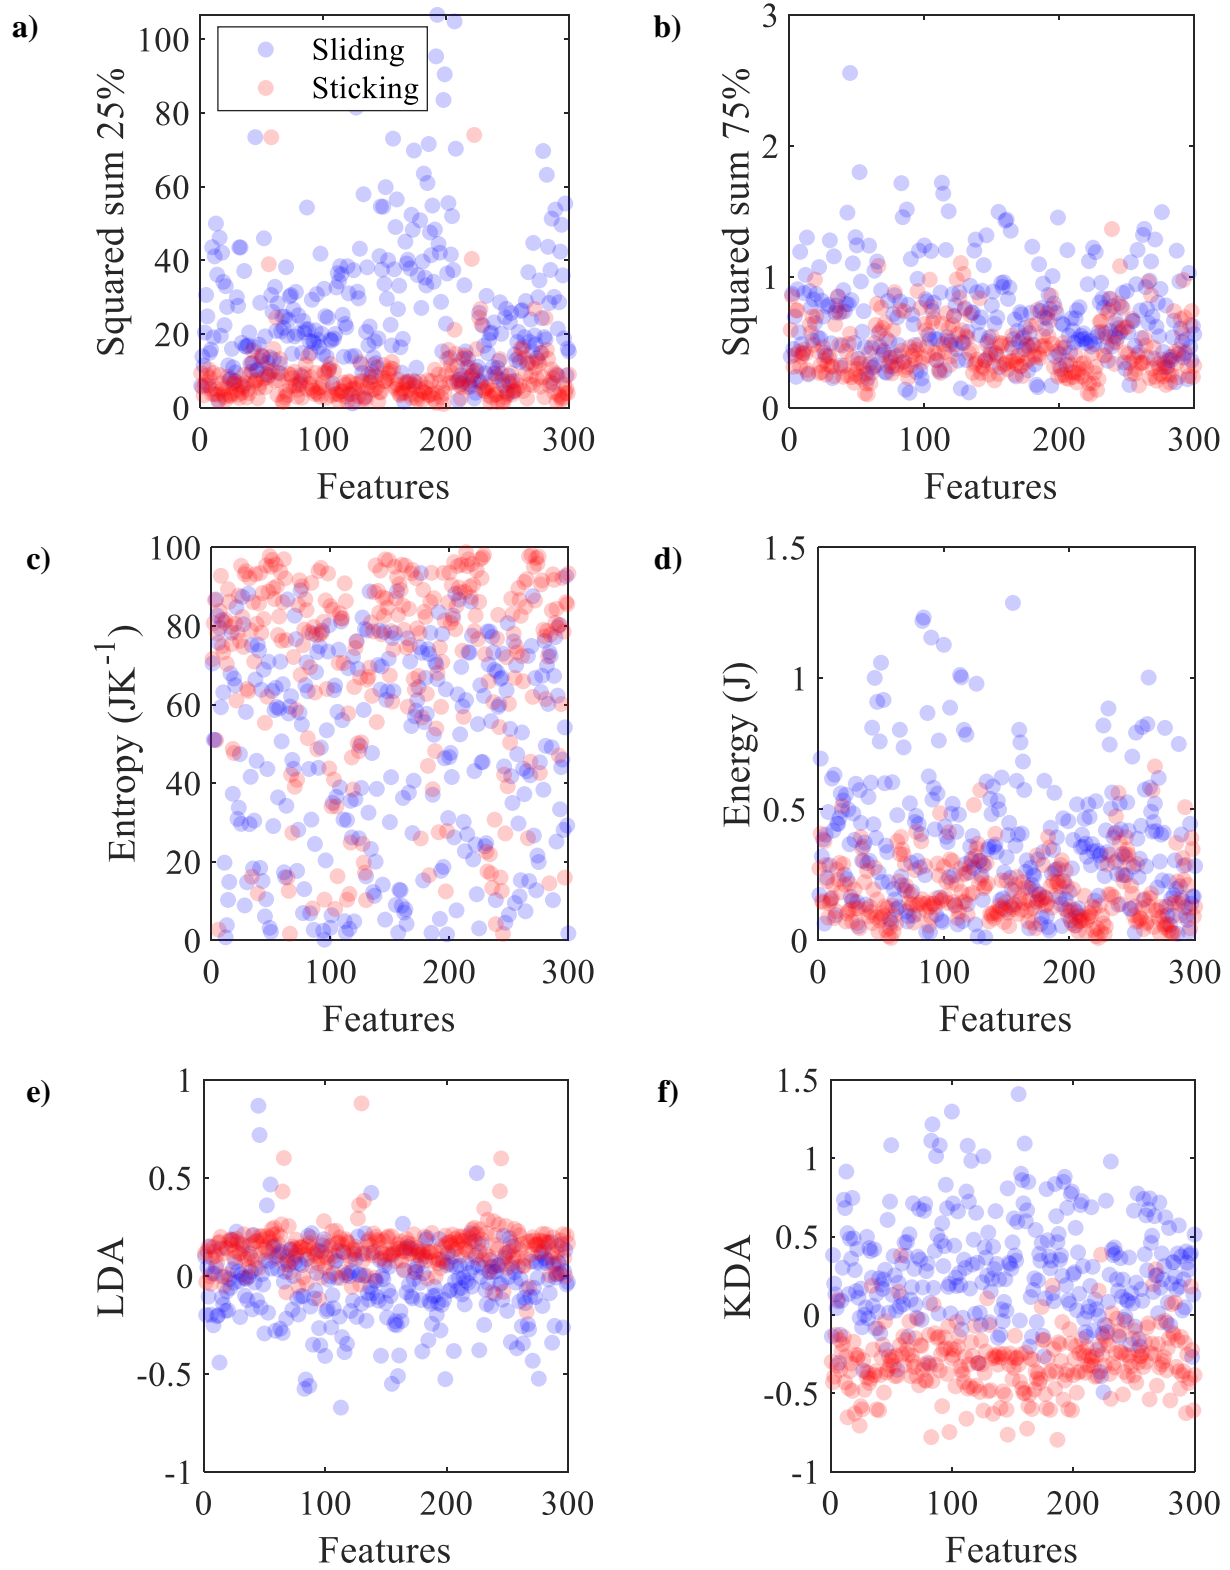 a)
Squared sum 25%
100
80
60
40
20
0
Sliding
Sticking
0 100 200 300
Features
b)
Squared sum 75%
3
2
1
0
0 100 200 300
Features
c)
Entropy (JK⁻¹)
100
80
60
40
20
0
0 100 200 300
Features
d)
Energy (J)
1.5
1
0.5
0
0 100 200 300
Features
e)
LDA
1
0.5
0
-0.5
-1
0 100 200 300
Features
f)
KDA
1.5
1
0.5
0
-0.5
-1
0 100 200 300
Features